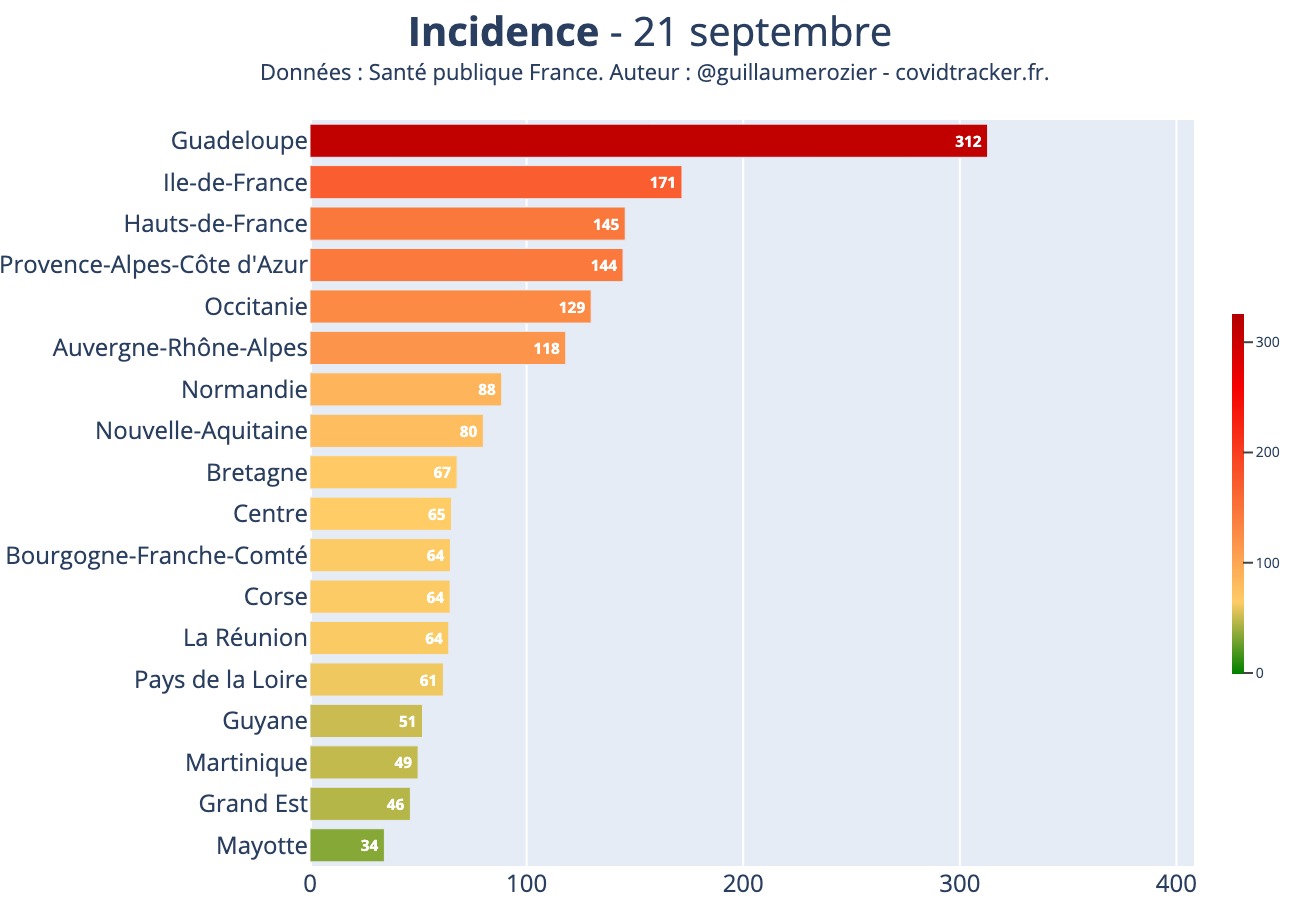 Incidence - 21 septembre
Données : Santé publique France. Auteur : @guillaumerozier - covidtracker.fr.
Guadeloupe 312
Ile-de-France 171
Hauts-de-France 145
Provence-Alpes-Côte d'Azur 144
Occitanie 129
Auvergne-Rhône-Alpes 118
Normandie 88
Nouvelle-Aquitaine 80
Bretagne 67
Centre 65
Bourgogne-Franche-Comté 64
Corse 64
La Réunion 64
Pays de la Loire 61
Guyane 51
Martinique 49
Grand Est 46
Mayotte 34
0 100 200 300 400
300
200
100
0